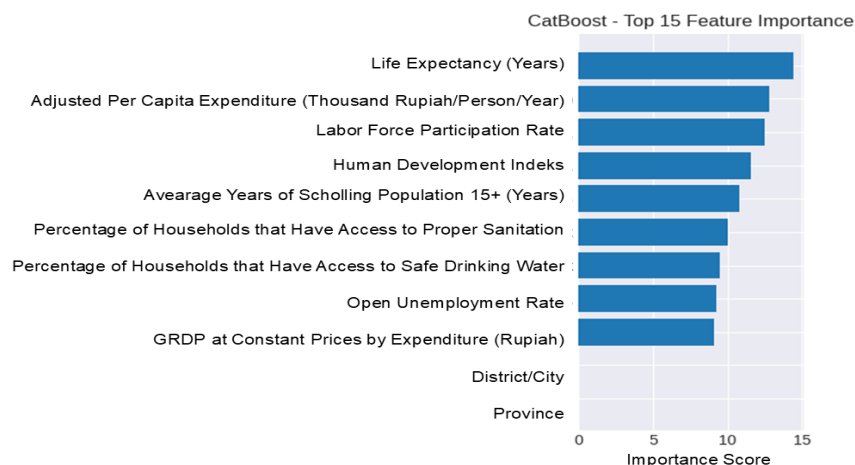 CatBoost - Top 15 Feature Importance
Life Expectancy (Years)
Adjusted Per Capita Expenditure (Thousand Rupiah/Person/Year)
Labor Force Participation Rate
Human Development Indeks
Avearage Years of Scholling Population 15+ (Years)
Percentage of Households that Have Access to Proper Sanitation
Percentage of Households that Have Access to Safe Drinking Water
Open Unemployment Rate
GRDP at Constant Prices by Expenditure (Rupiah)
District/City
Province
0 5 10 15
Importance Score